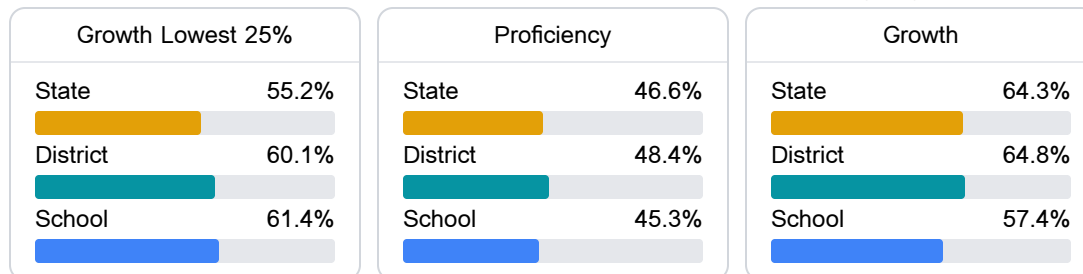 Growth Lowest 25%
State 55.2%
District 60.1%
School 61.4%
Proficiency
State 46.6%
District 48.4%
School 45.3%
Growth
State 64.3%
District 64.8%
School 57.4%